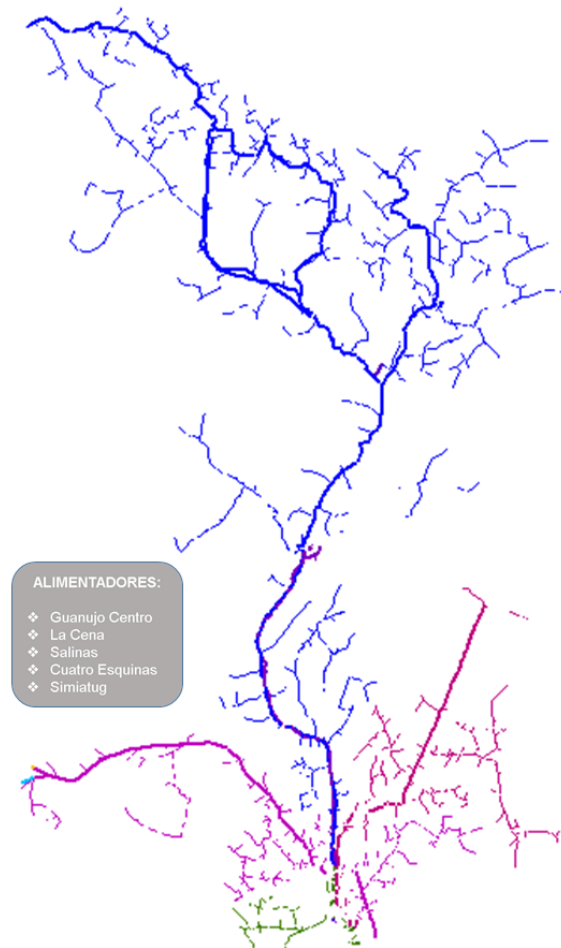 ALIMENTADORES:
❖ Guanujo Centro
❖ La Cena
❖ Salinas
❖ Cuatro Esquinas
❖ Simiatug